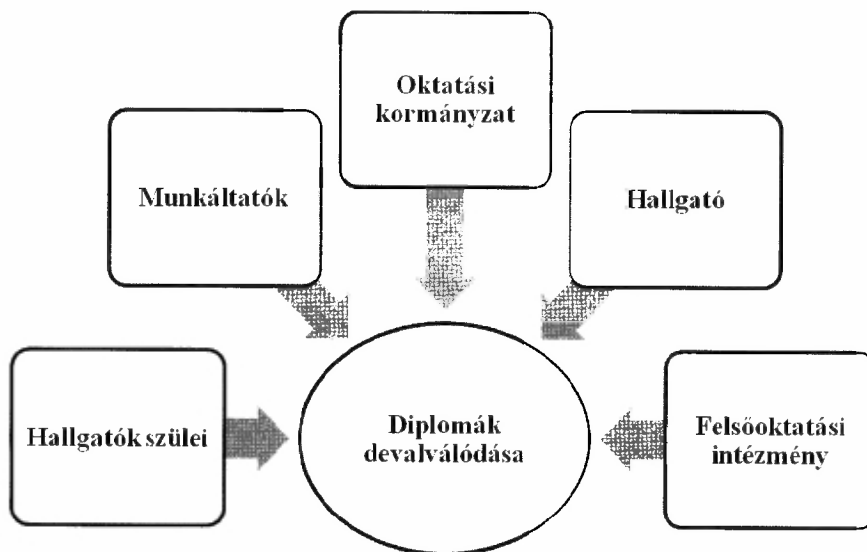 Oktatási
kormányzat
Munkáltatók
Hallgató
Hallgatók szülei
Diplomák
devalválódása
Felsőoktatási
intézmény